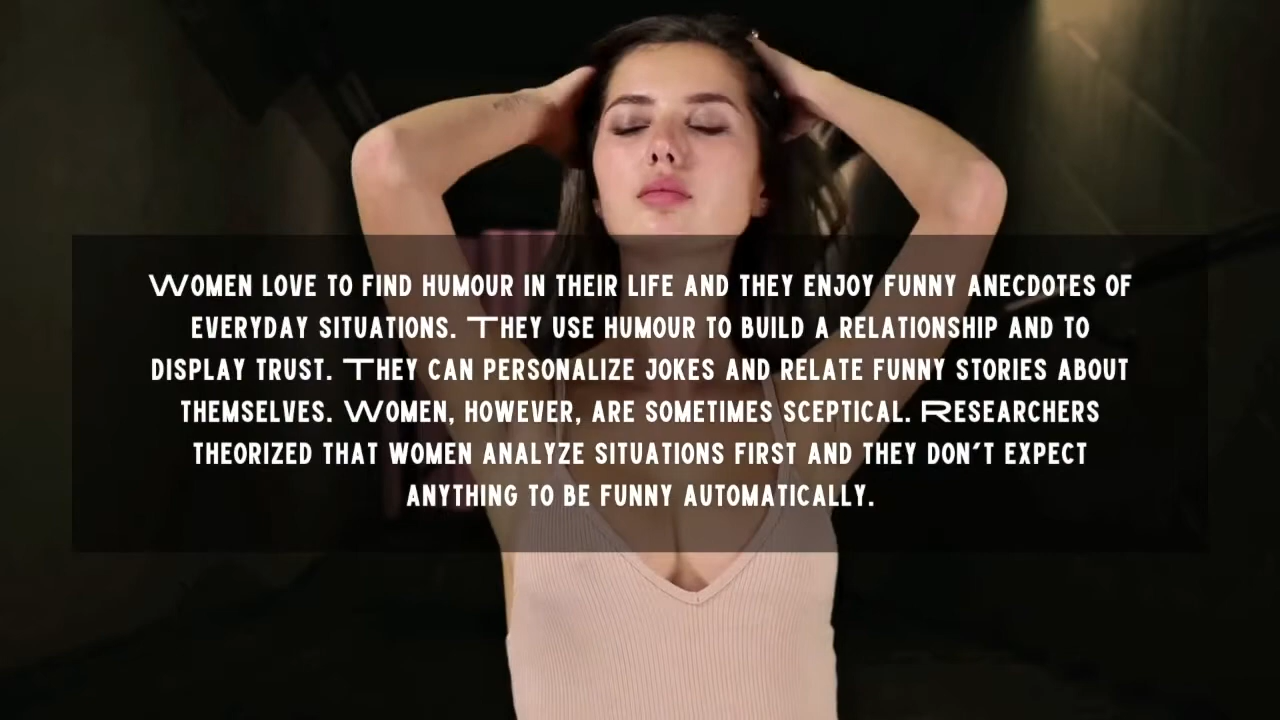 Women love to find humour in their life and they enjoy funny anecdotes of
everyday situations. They use humour to build a relationship and to
display trust. They can personalize jokes and relate funny stories about
themselves. Women, however, are sometimes sceptical. Researchers
theorized that women analyze situations first and they don't expect
anything to be funny automatically.